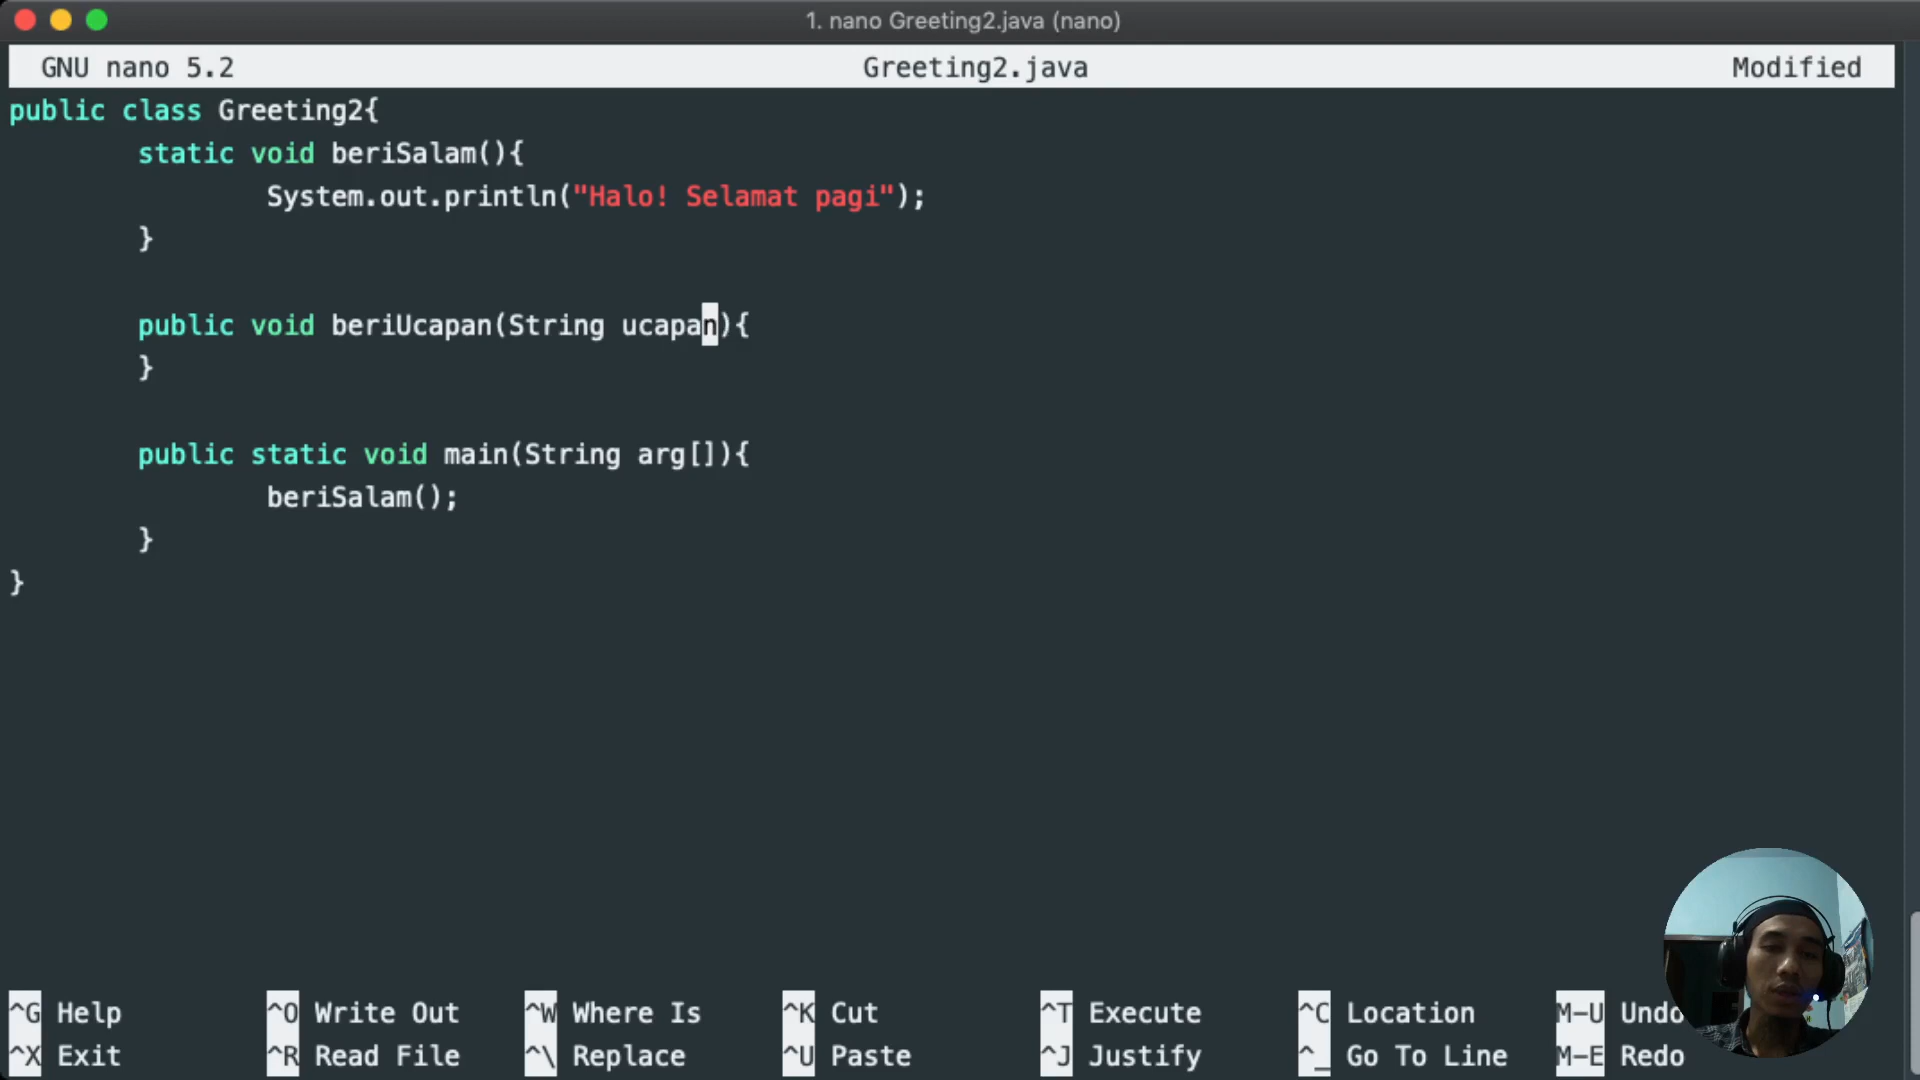 1. nano Greeting2.java (nano)
GNU nano 5.2 Greeting2.java Modified
public class Greeting2{
static void beriSalam(){
System.out.println("Halo! Selamat pagi");
}
public void beriUcapan(String ucapan){
}
public static void main(String arg[]){
beriSalam();
}
}
^G Help ^O Write Out ^W Where Is ^K Cut ^T Execute ^C Location M-U Undo
^X Exit ^R Read File ^\ Replace ^U Paste ^J Justify ^_ Go To Line M-E Redo